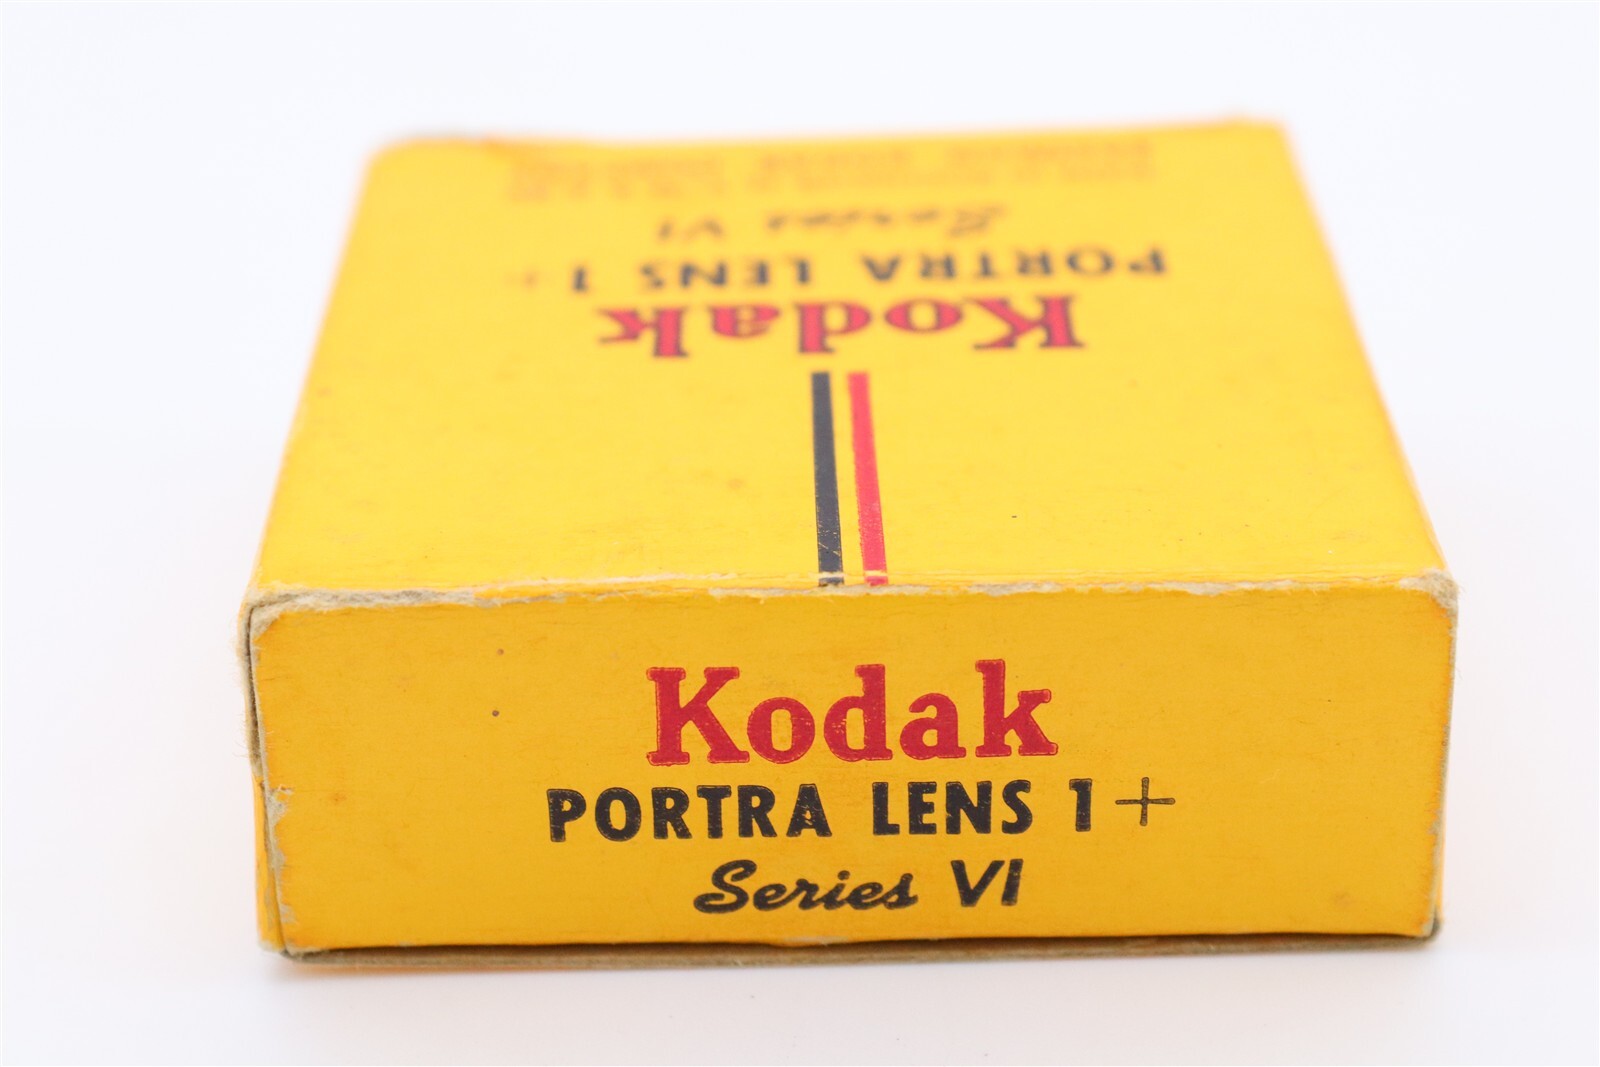 Kodak
PORTRA LENS 1+
Series VI
Kodak
PORTRA LENS 1+
Series VI